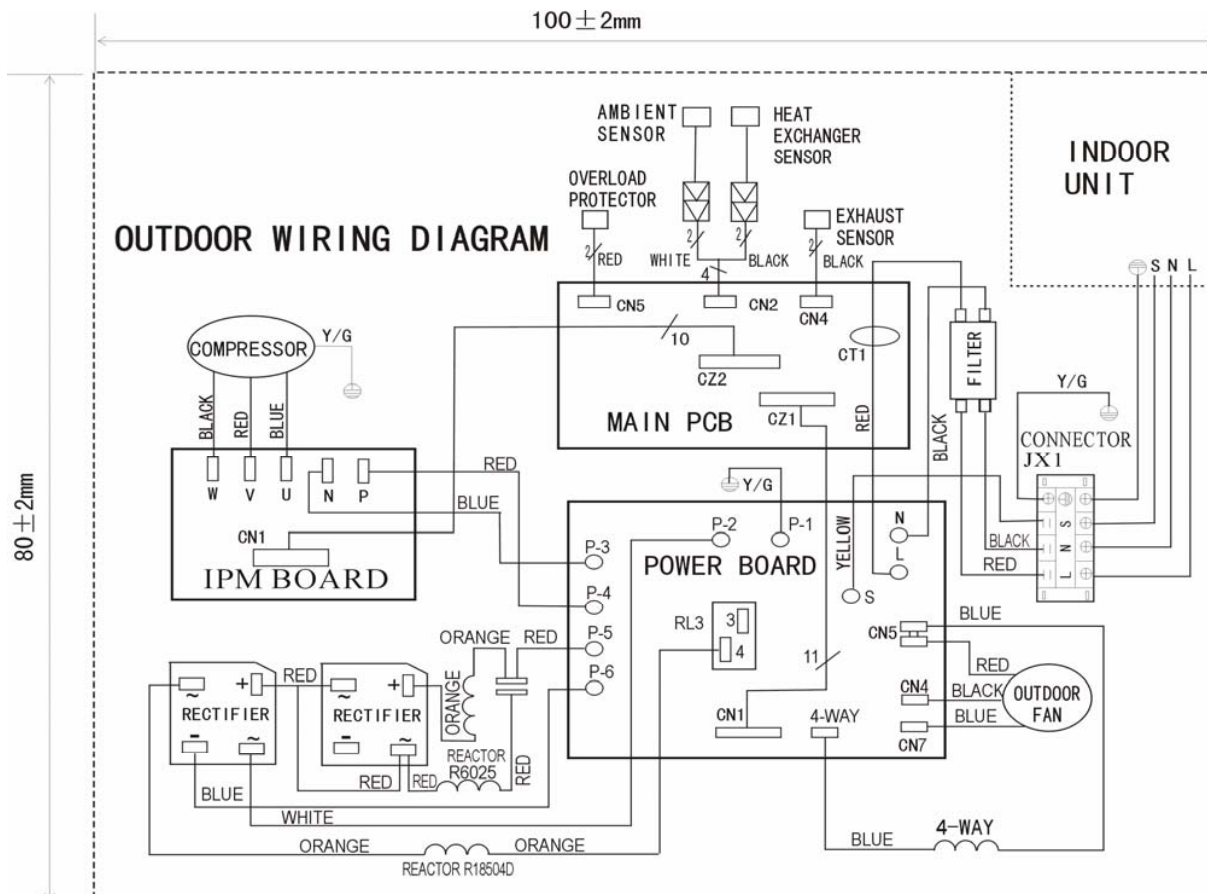 100±2mm
80±2mm
OUTDOOR WIRING DIAGRAM
AMBIENT
SENSOR
HEAT
EXCHANGER
SENSOR
OVERLOAD
PROTECTOR
EXHAUST
SENSOR
INDOOR
UNIT
2
RED
2
WHITE
2
BLACK
4
2
BLACK
S N L
CN5
CN2
CN4
10
CZ2
CT1
CZ1
MAIN PCB
RED
FILTER
BLACK
Y/G
CONNECTOR
JX1
S
N
L
BLACK
RED
COMPRESSOR
Y/G
BLACK
RED
BLUE
W
V
U
N
P
CN1
IPM BOARD
RED
BLUE
Y/G
P-2
P-1
P-3
P-4
P-5
P-6
POWER BOARD
YELLOW
N
L
S
RL3
3
4
11
CN1
4-WAY
CN5
CN4
CN7
BLUE
RED
BLACK
BLUE
OUTDOOR
FAN
ORANGE
RED
RED
~
+
RECTIFIER
-
~
~
+
RECTIFIER
-
~
ORANGE
REACTOR
R6025
RED
RED
RED
BLUE
WHITE
ORANGE
ORANGE
REACTOR R18504D
BLUE
4-WAY